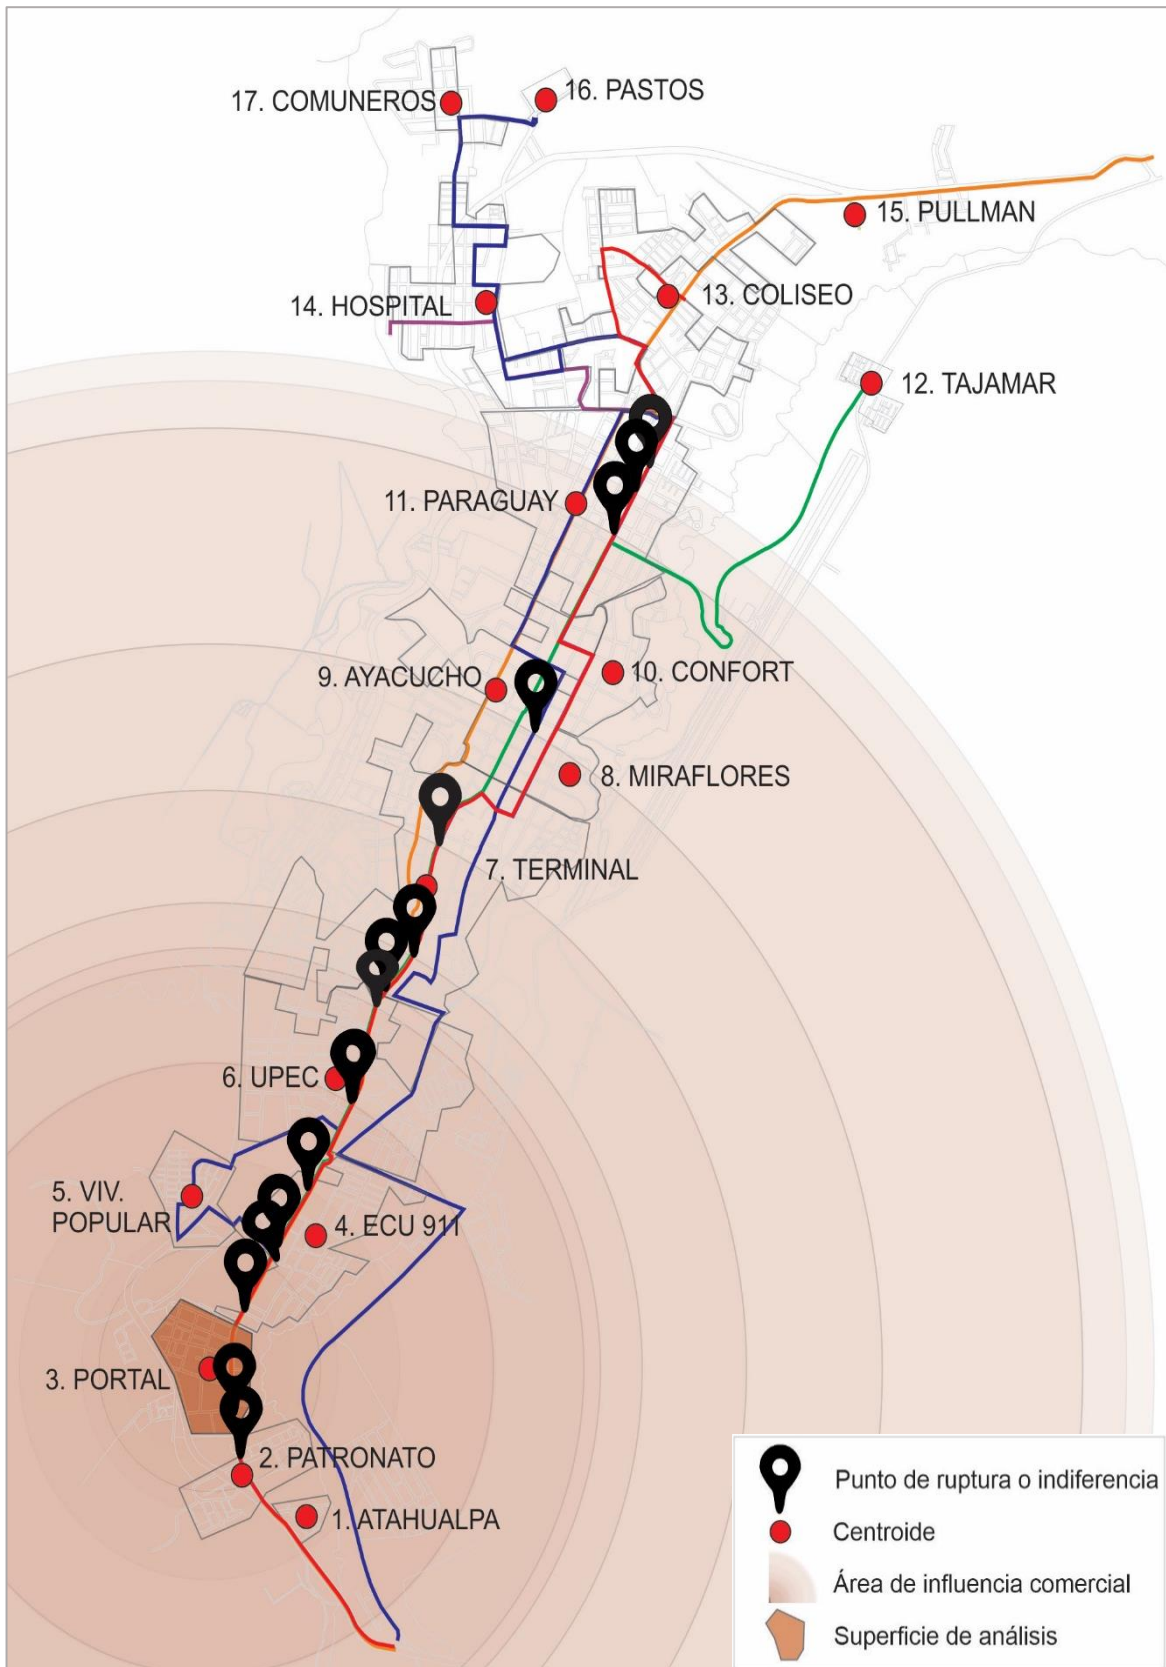 16. PASTOS
17. COMUNEROS
15. PULLMAN
13. COLISEO
14. HOSPITAL
12. TAJAMAR
11. PARAGUAY
10. CONFORT
9. AYACUCHO
8. MIRAFLORES
7. TERMINAL
6. UPEC
5. VIV.
POPULAR
4. ECU 911
3. PORTAL
2. PATRONATO
1. ATAHUALPA
Punto de ruptura o indiferencia
Centroide
Área de influencia comercial
Superficie de análisis